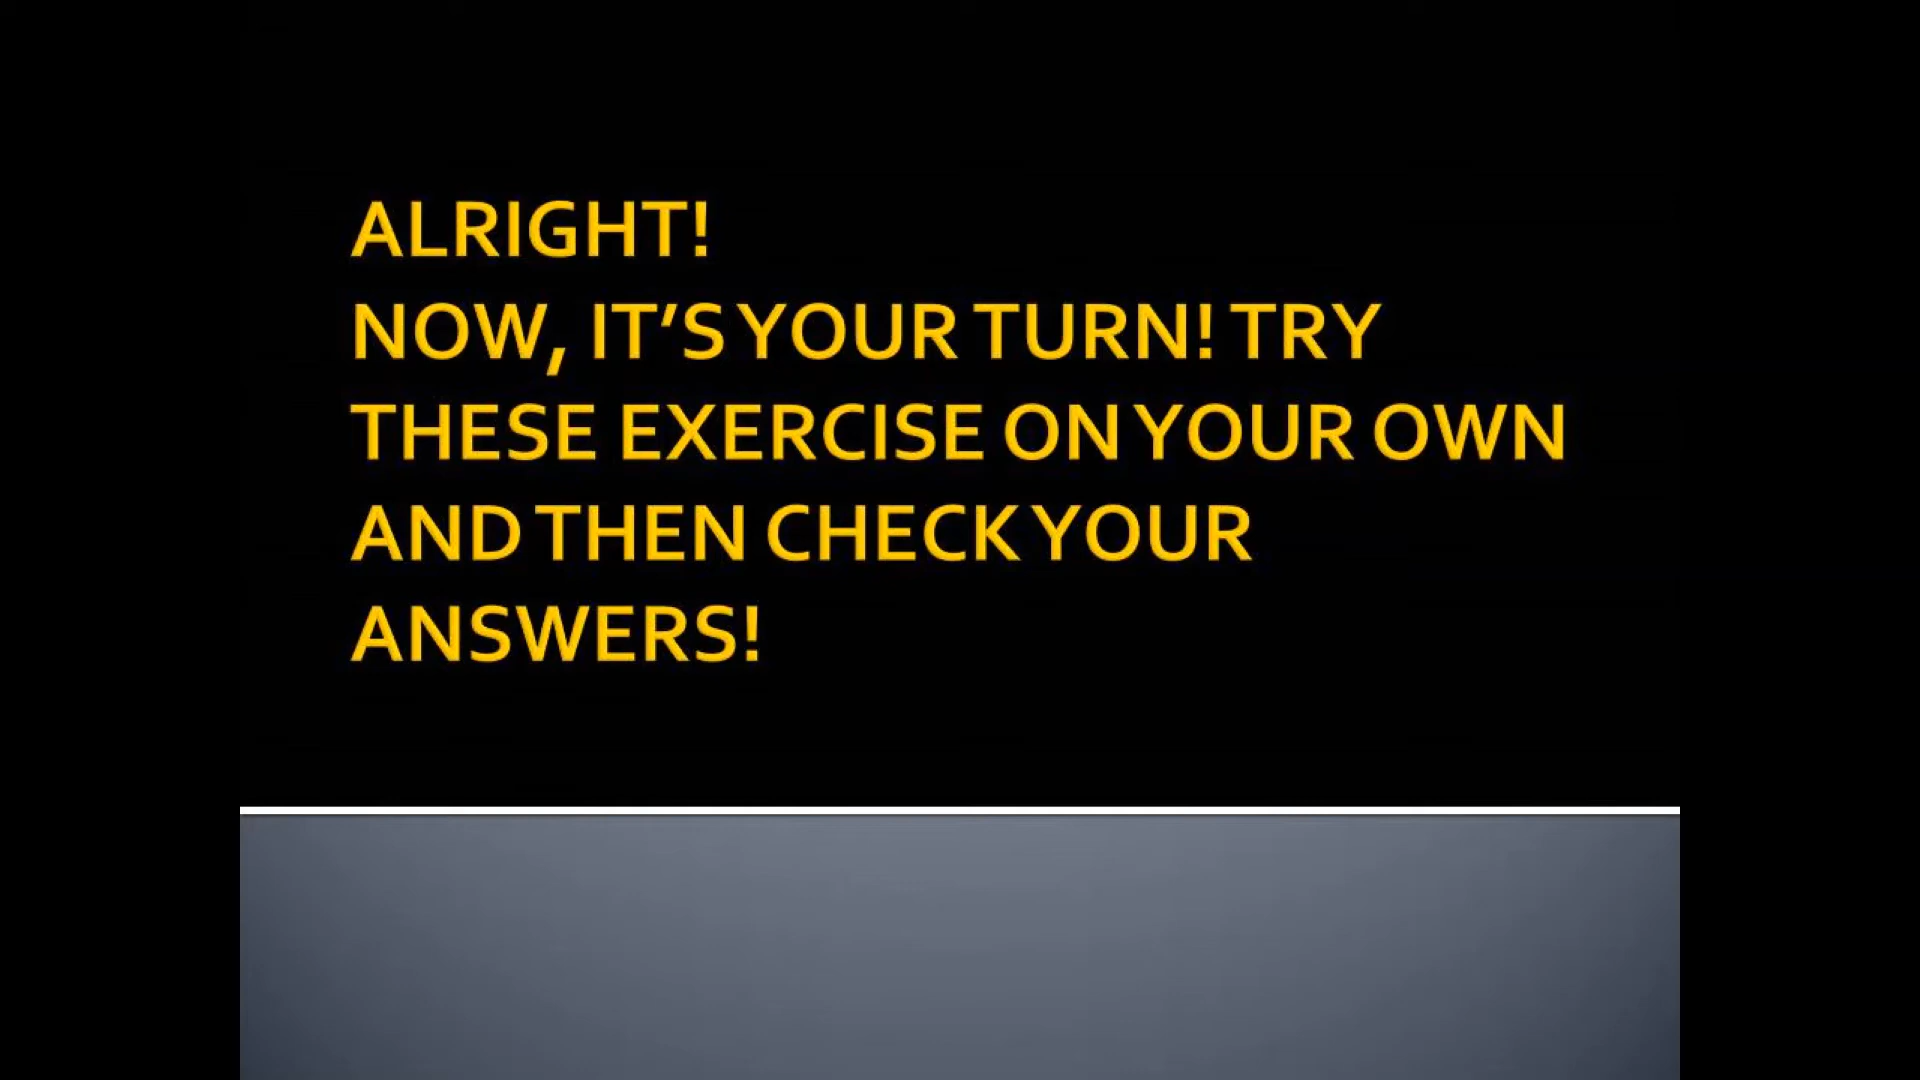 ALRIGHT!
NOW, IT’S YOUR TURN! TRY
THESE EXERCISE ON YOUR OWN
AND THEN CHECK YOUR
ANSWERS!